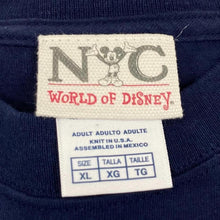 NYC
WORLD OF DISNEY
ADULT ADULTO ADULTE
KNIT IN U.S.A.
ASSEMBLED IN MEXICO
SIZE TALLA TAILLE
XL XG TG